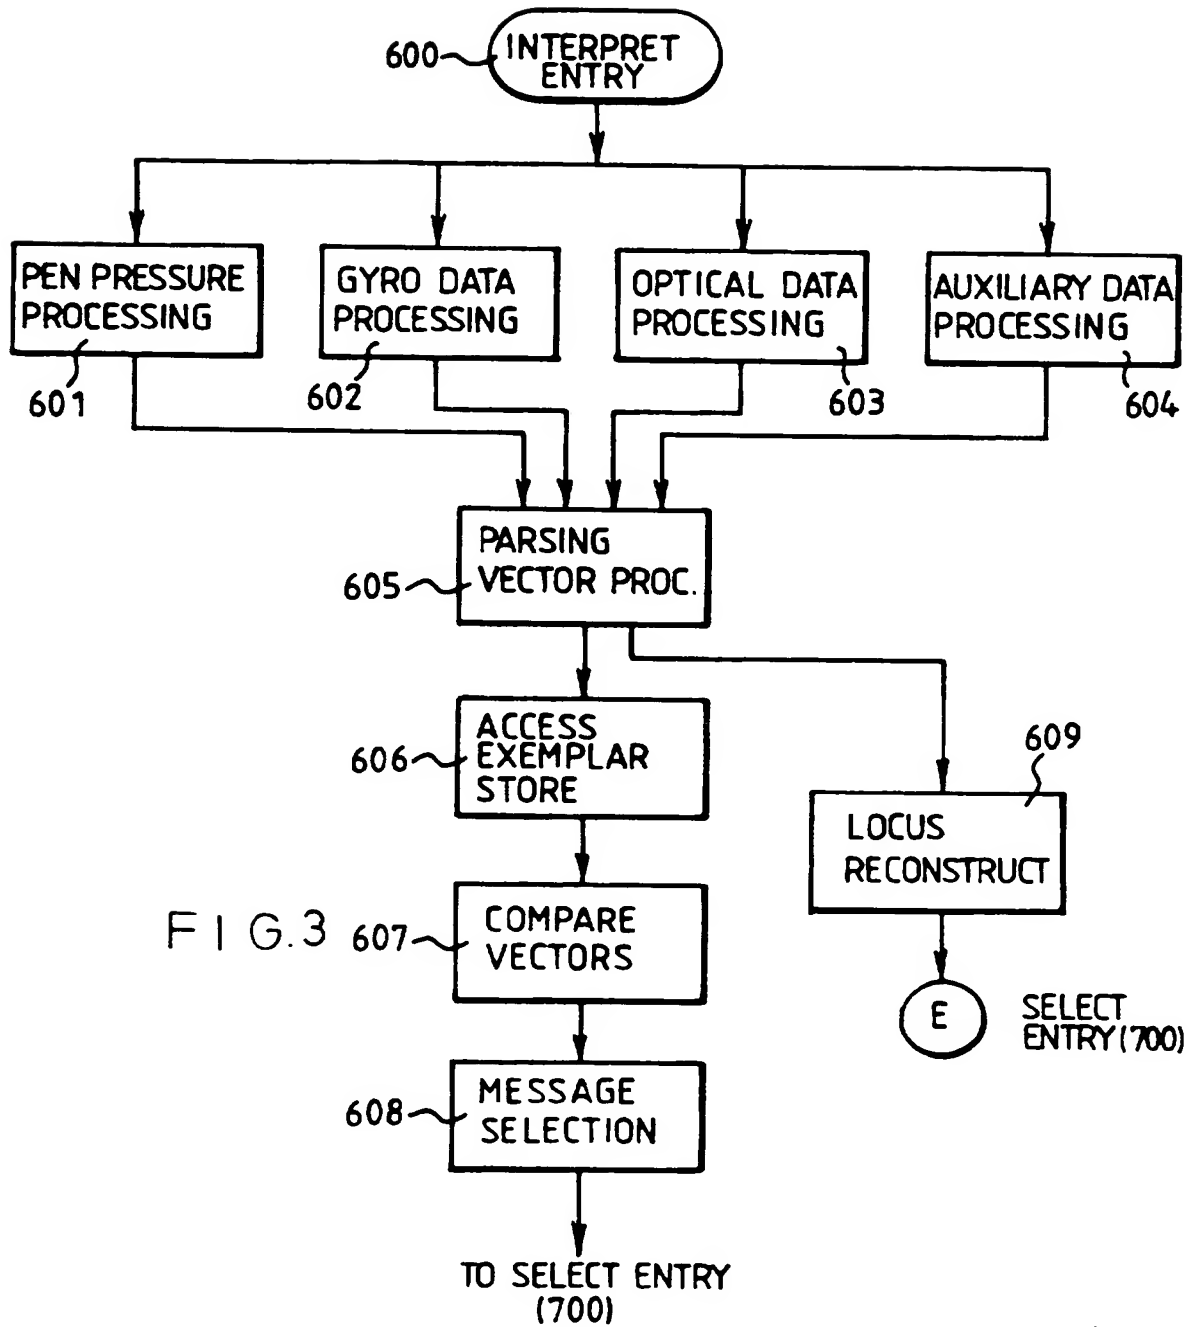 600
INTERPRET
ENTRY
PEN PRESSURE
PROCESSING
601
GYRO DATA
PROCESSING
602
OPTICAL DATA
PROCESSING
603
AUXILIARY DATA
PROCESSING
604
605
PARSING
VECTOR PROC.
606
ACCESS
EXEMPLAR
STORE
609
LOCUS
RECONSTRUCT
FIG.3
607
COMPARE
VECTORS
E
SELECT
ENTRY(700)
608
MESSAGE
SELECTION
TO SELECT ENTRY
(700)